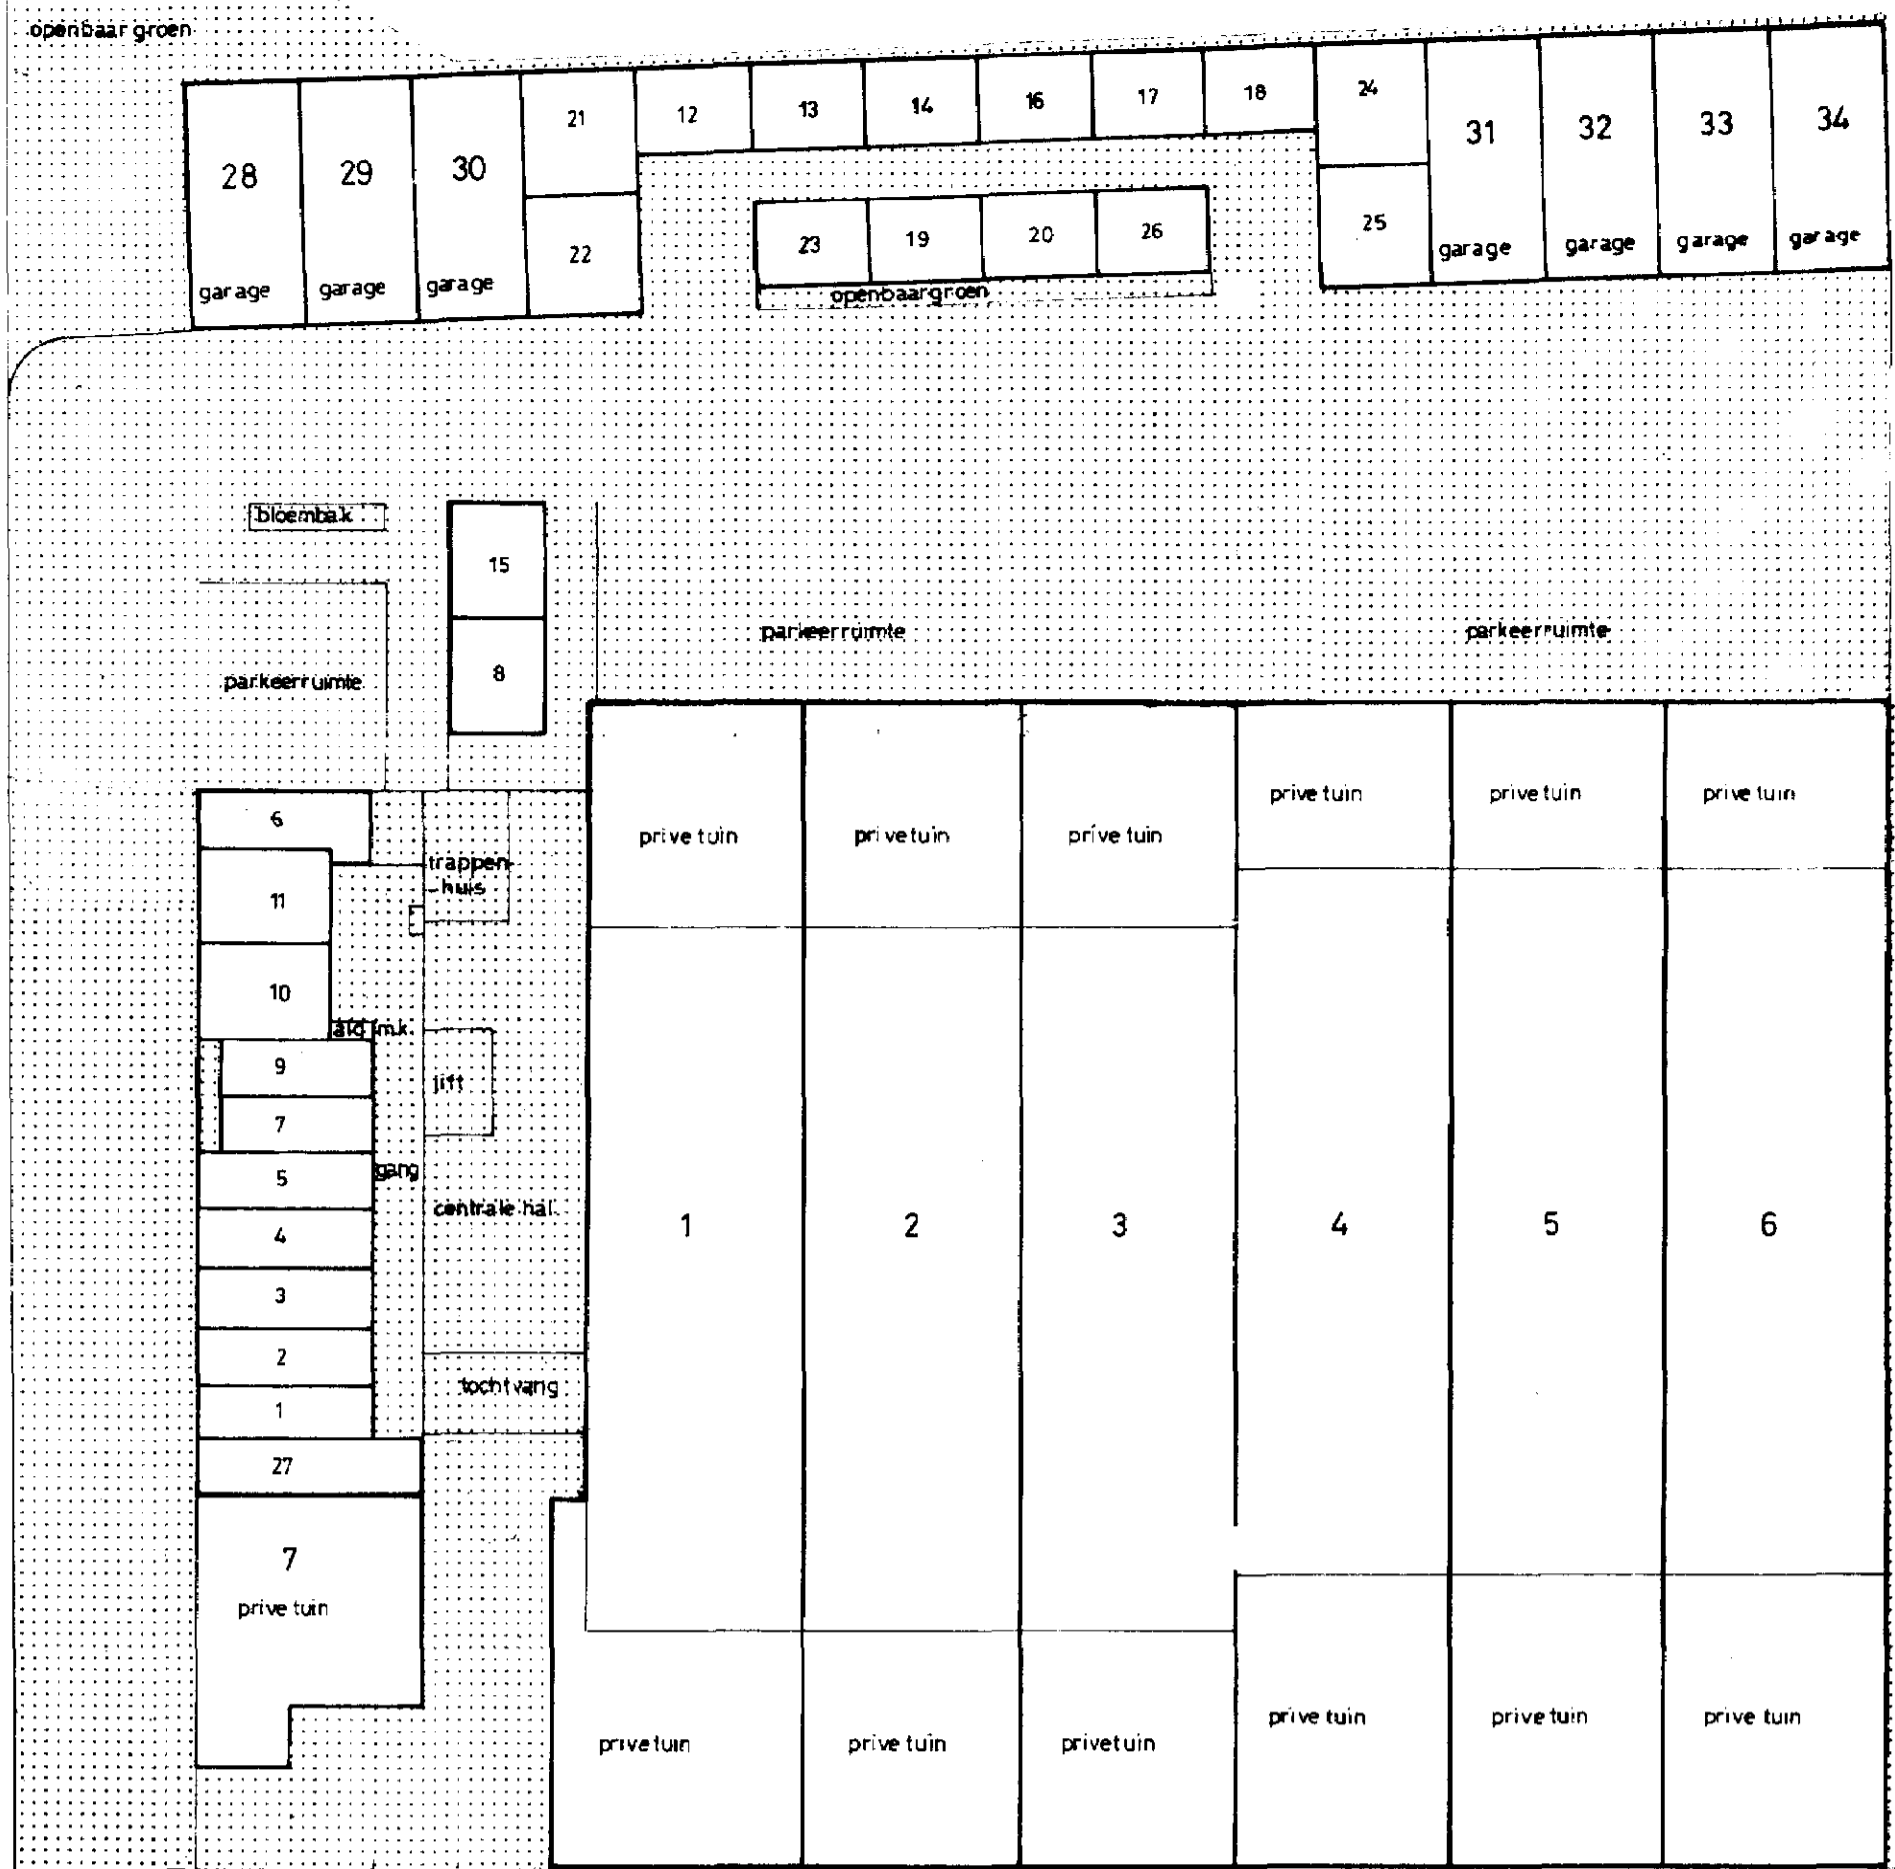 openbaar groen
28
garage
29
garage
30
garage
21
22
12
13
14
16
17
18
24
25
31
garage
32
garage
33
garage
34
garage
23
19
20
26
openbaar groen
bloembak
15
8
parkeerruimte
parkeerruimte
parkeerruimte
6
11
10
9
7
5
4
3
2
1
27
7
prive tuin
trappen-
-huis
m.k.
lift
gang
centrale hal
tochtvang
prive tuin
prive tuin
prive tuin
prive tuin
prive tuin
prive tuin
1
2
3
4
5
6
prive tuin
prive tuin
prive tuin
prive tuin
prive tuin
prive tuin